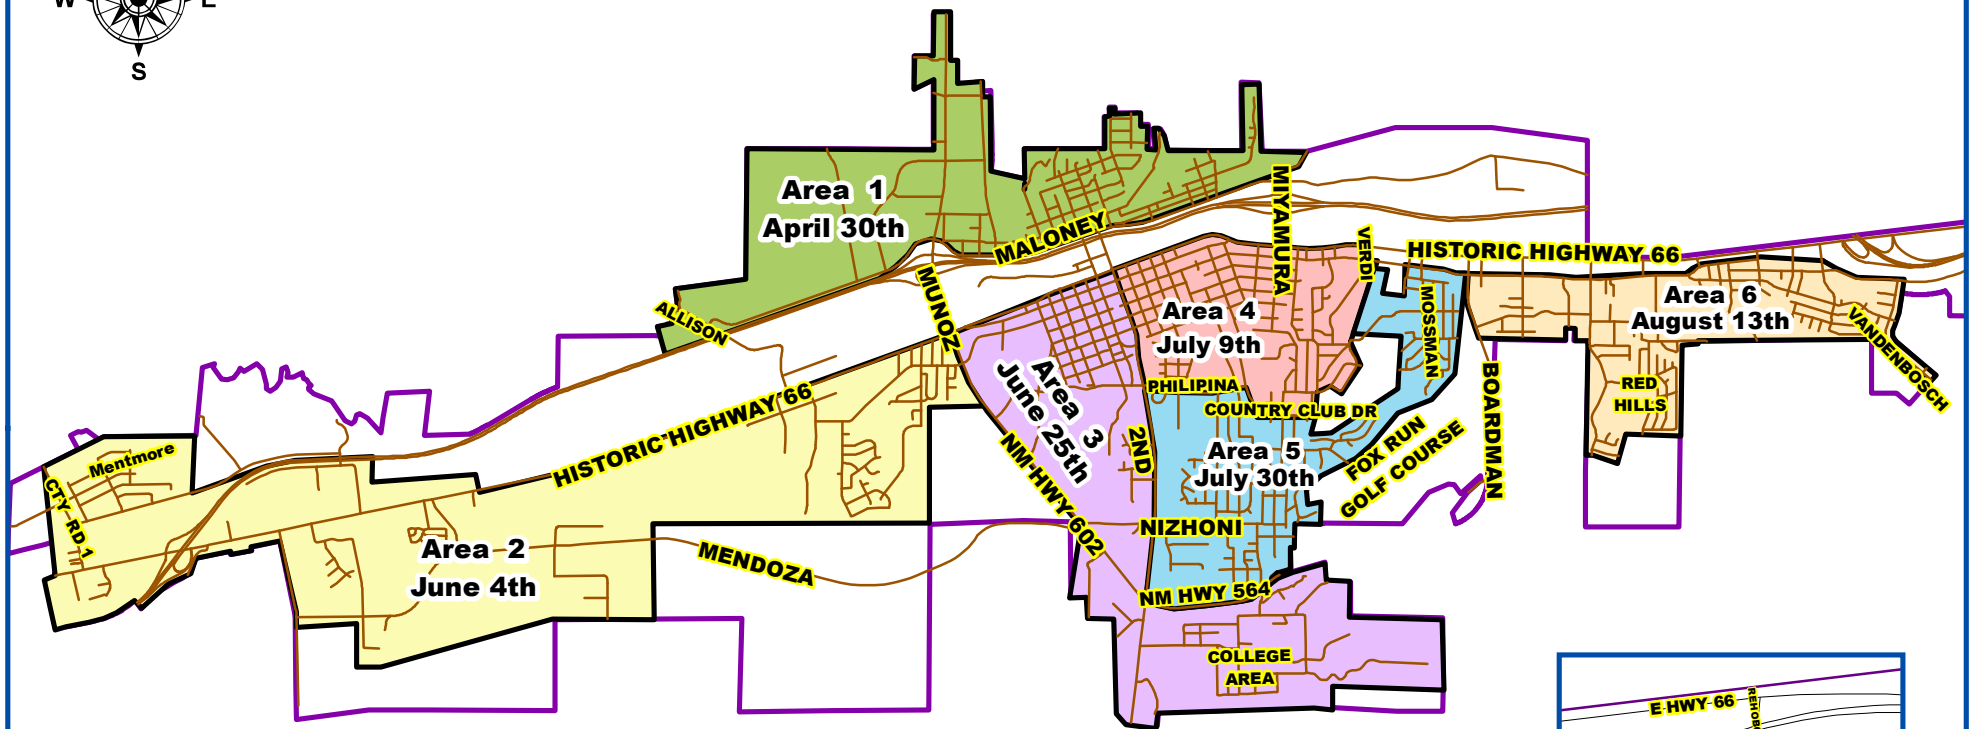 W
E
S
Area 1
April 30th
MALONEY
MIYAMURA
VERDI
HISTORIC HIGHWAY 66
MUNOZ
ALLISON
Area 4
July 9th
MOSSMAN
Area 6
August 13th
VANDENBOSCH
RED
HILLS
BOARDMAN
PHILIPINA
COUNTRY CLUB DR
Area 3
June 25th
HISTORIC HIGHWAY 66
2ND
NM HWY 602
Area 5
July 30th
FOX RUN
GOLF COURSE
Mentmore
CTY RD 1
NIZHONI
Area 2
June 4th
MENDOZA
NM HWY 564
COLLEGE
AREA
E HWY 66